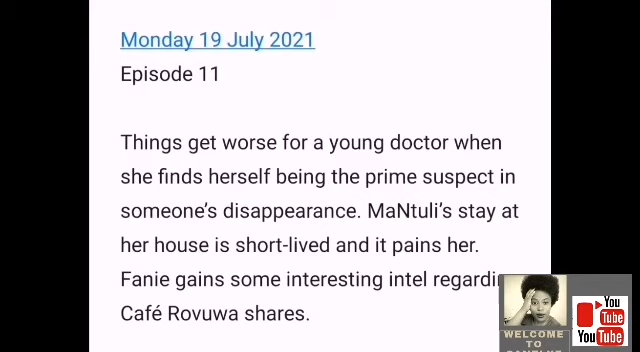 Monday 19 July 2021
Episode 11
Things get worse for a young doctor when
she finds herself being the prime suspect in
someone's disappearance. MaNtuli's stay at
her house is short-lived and it pains her.
Fanie gains some interesting intel regardin
Café Rovuwa shares.
WELCOME
TO
You
Tube
YouTube